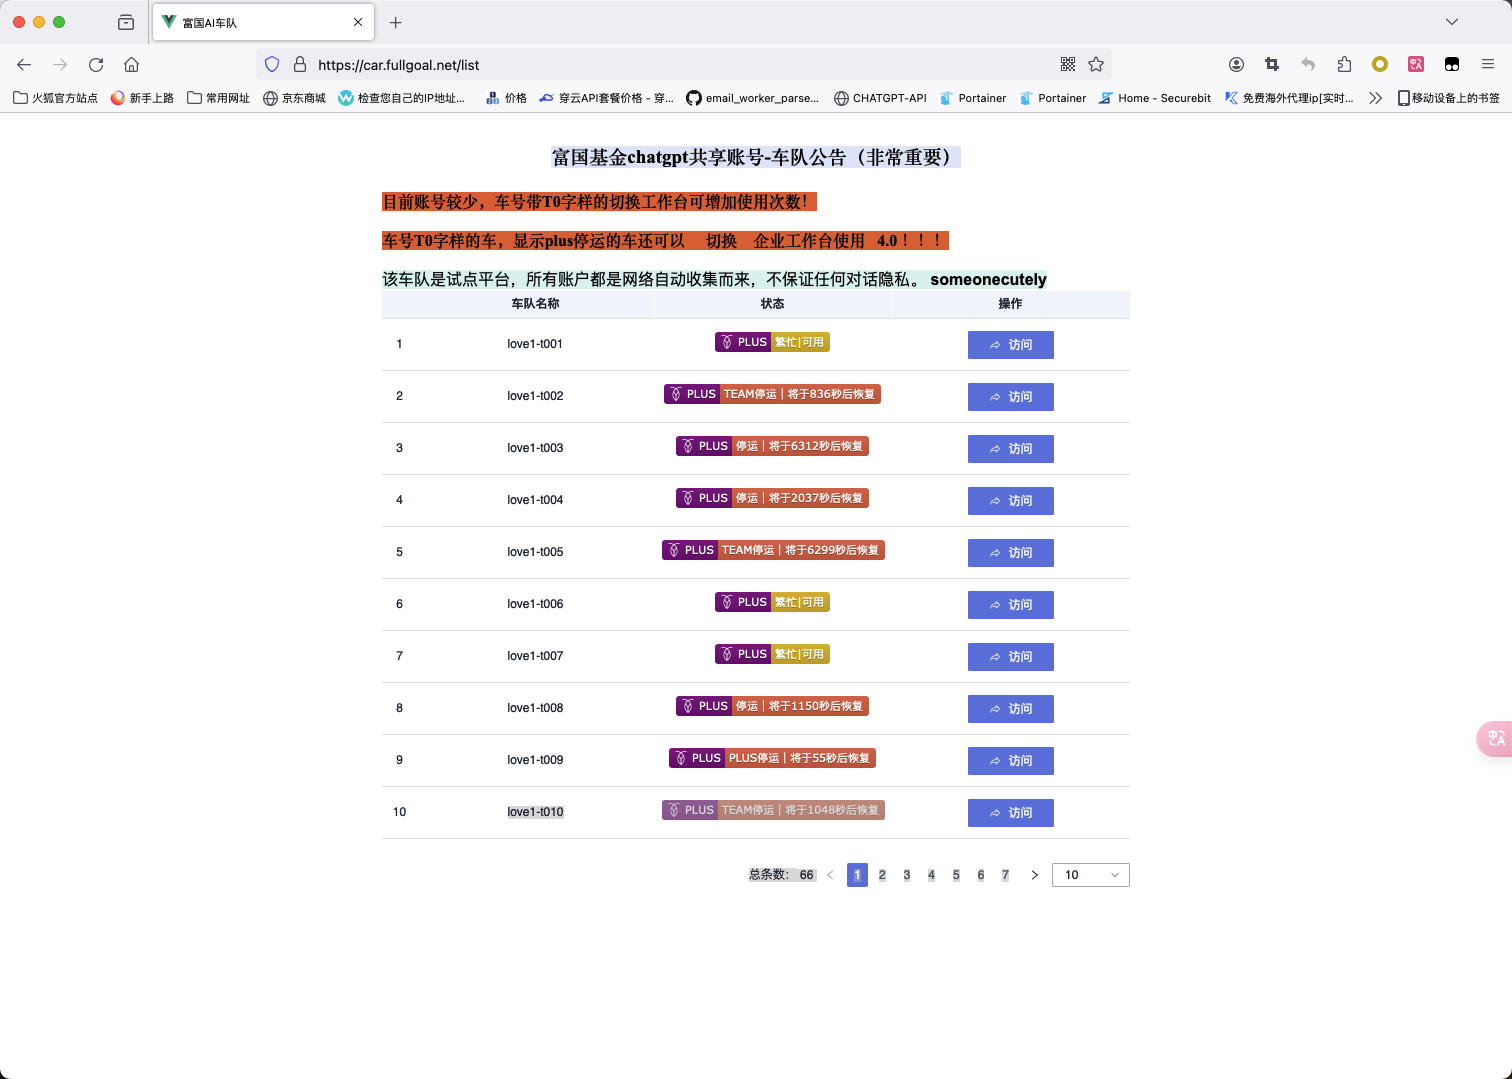 富国AI车队
https://car.fullgoal.net/list
火狐官方站点 新手上路 常用网址 京东商城 检查您自己的IP地址... 价格 穿云API套餐价格 - 穿... email_worker_parse... CHATGPT-API Portainer Portainer Home - Securebit 免费海外代理ip[实时... 移动设备上的书签
富国基金chatgpt共享账号-车队公告（非常重要）
目前账号较少，车号带T0字样的切换工作台可增加使用次数！
车号T0字样的车，显示plus停运的车还可以 切换 企业工作台使用 4.0！！！
该车队是试点平台，所有账户都是网络自动收集而来，不保证任何对话隐私。 someonecutely
车队名称 状态 操作
1 love1-t001 PLUS 繁忙|可用 访问
2 love1-t002 PLUS TEAM停运｜将于836秒后恢复 访问
3 love1-t003 PLUS 停运｜将于6312秒后恢复 访问
4 love1-t004 PLUS 停运｜将于2037秒后恢复 访问
5 love1-t005 PLUS TEAM停运｜将于6299秒后恢复 访问
6 love1-t006 PLUS 繁忙|可用 访问
7 love1-t007 PLUS 繁忙|可用 访问
8 love1-t008 PLUS 停运｜将于1150秒后恢复 访问
9 love1-t009 PLUS PLUS停运｜将于55秒后恢复 访问
10 love1-t010 PLUS TEAM停运｜将于1048秒后恢复 访问
总条数： 66 1 2 3 4 5 6 7 10